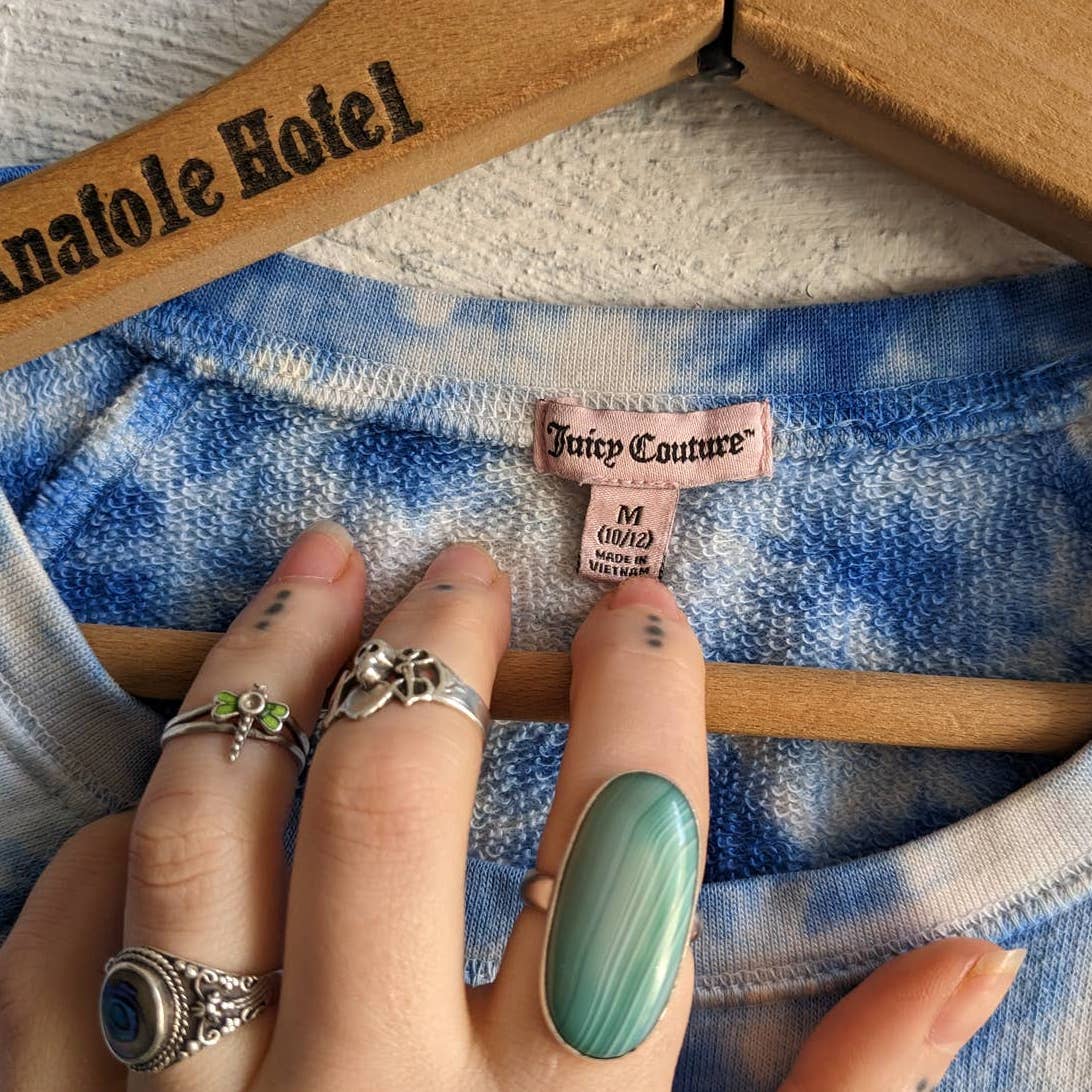 Anatole Hotel
Juicy Couture™
M
(10/12)
MADE IN
VIETNAM